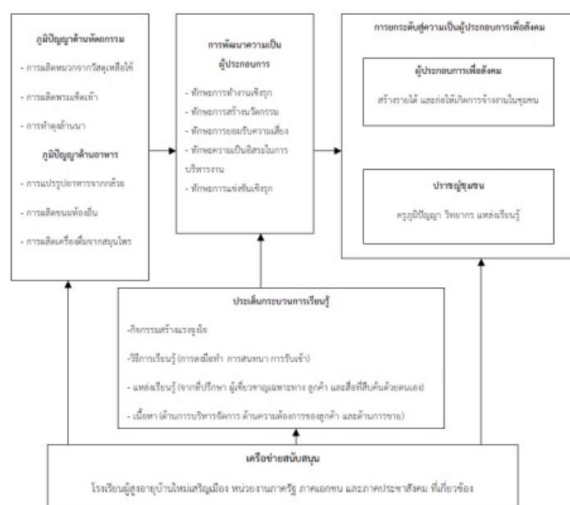 ภูมิปัญญาด้านหัตถกรรม
- การผลิตหมวกจากวัสดุเหลือใช้
- การผลิตพรมเช็ดเท้า
- การทำตุงล้านนา
ภูมิปัญญาด้านอาหาร
- การแปรรูปอาหารจากกล้วย
- การผลิตขนมท้องถิ่น
- การผลิตเครื่องดื่มจากสมุนไพร
การพัฒนาความเป็น
ผู้ประกอบการ
- ทักษะการทำงานเชิงรุก
- ทักษะการสร้างนวัตกรรม
- ทักษะการยอมรับความเสี่ยง
- ทักษะความเป็นอิสระในการ
บริหารงาน
- ทักษะการแข่งขันเชิงรุก
การยกระดับสู่ความเป็นผู้ประกอบการเพื่อสังคม
ผู้ประกอบการเพื่อสังคม
สร้างรายได้ และก่อให้เกิดการจ้างงานในชุมชน
ปราชญ์ชุมชน
ครูภูมิปัญญา วิทยากร แหล่งเรียนรู้
ประเด็นกระบวนการเรียนรู้
-กิจกรรมสร้างแรงจูงใจ
-วิธีการเรียนรู้ (การลงมือทำ การสนทนา การรับเข้า)
- แหล่งเรียนรู้ (จากที่ปรึกษา ผู้เชี่ยวชาญเฉพาะทาง ลูกค้า และสื่อที่สืบค้นด้วยตนเอง)
- เนื้อหา (ด้านการบริหารจัดการ ด้านความต้องการของลูกค้า และด้านการขาย)
เครือข่ายสนับสนุน
โรงเรียนผู้สูงอายุบ้านใหม่เสริญเมือง หน่วยงานภาครัฐ ภาคเอกชน และภาคประชาสังคม ที่เกี่ยวข้อง